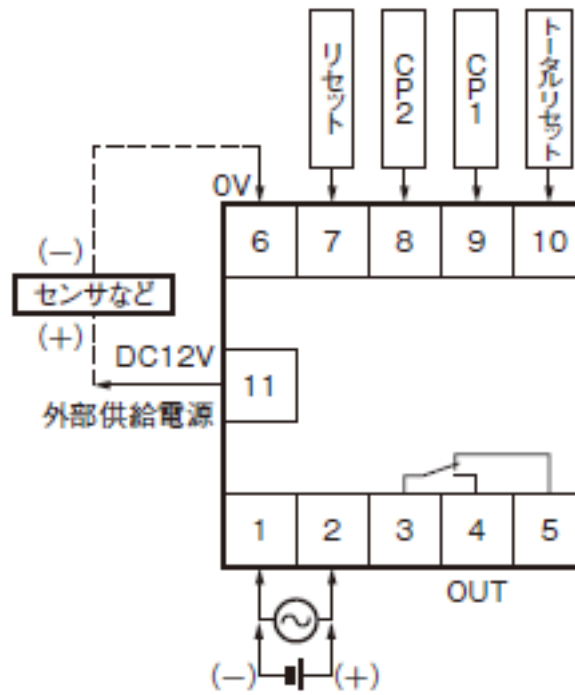 リセット
CP2
CP1
トータルリセット
0V
6 7 8 9 10
(−)
センサなど
(+)
DC12V
11
外部供給電源
1 2 3 4 5
OUT
(−) (+)